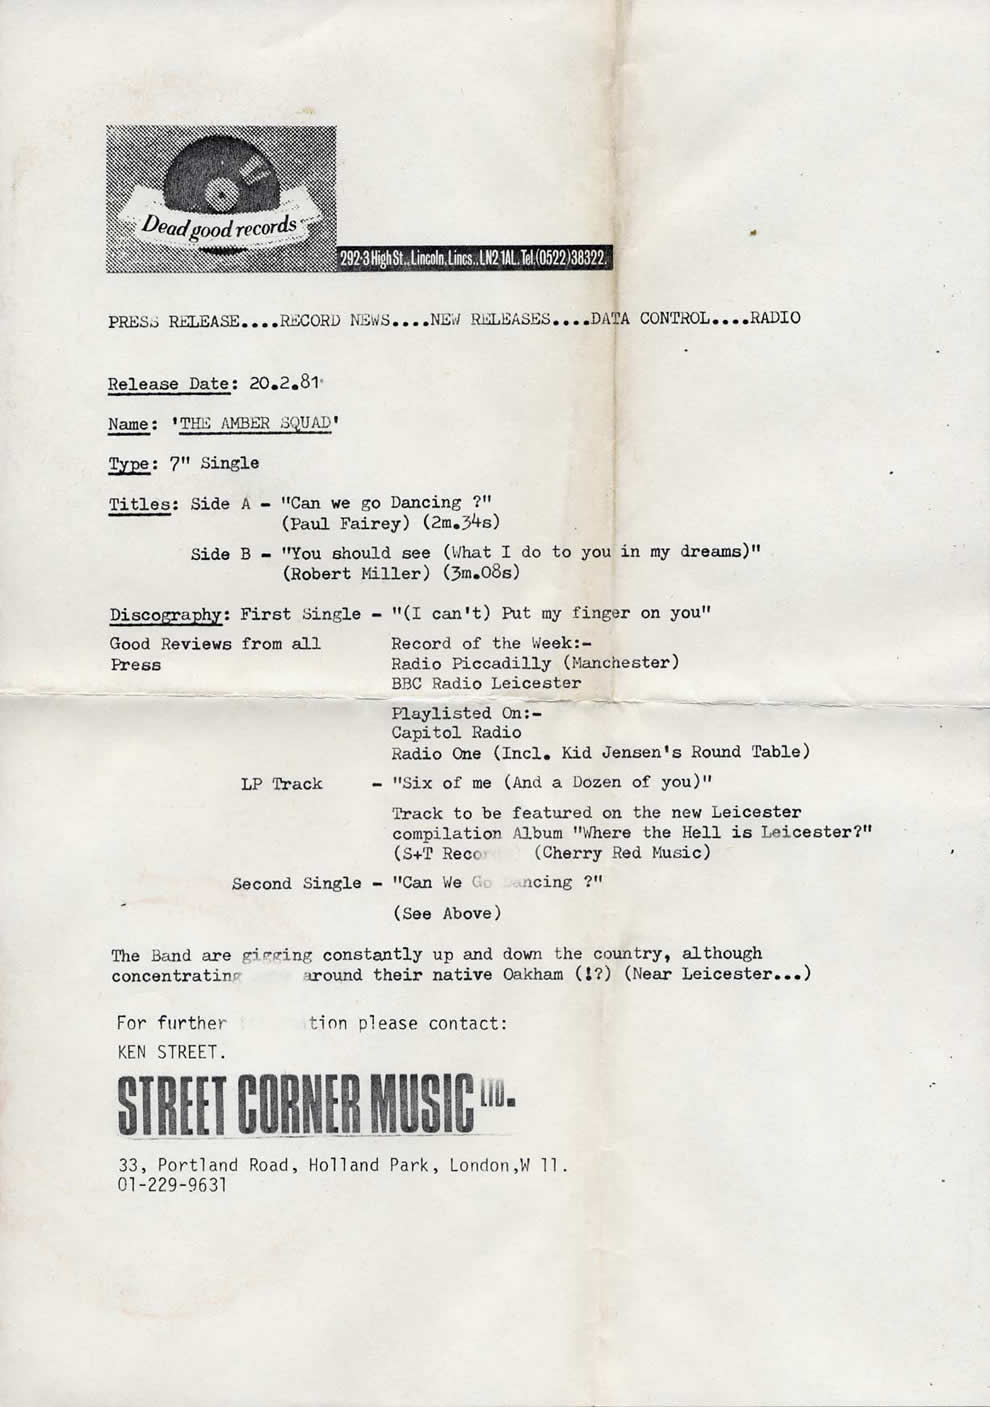 Dead good records
292-3 High St., Lincoln, Lincs., LN2 1AL. Tel. (0522) 38322.
PRESS RELEASE....RECORD NEWS....NEW RELEASES....DATA CONTROL....RADIO
Release Date: 20.2.81
Name: 'THE AMBER SQUAD'
Type: 7" Single
Titles: Side A - "Can we go Dancing ?"
(Paul Fairey) (2m.34s)
Side B - "You should see (What I do to you in my dreams)"
(Robert Miller) (3m.08s)
Discography: First Single - "(I can't) Put my finger on you"
Good Reviews from all Press
Record of the Week:-
Radio Piccadilly (Manchester)
BBC Radio Leicester
Playlisted On:-
Capitol Radio
Radio One (Incl. Kid Jensen's Round Table)
LP Track - "Six of me (And a Dozen of you)"
Track to be featured on the new Leicester
compilation Album "Where the Hell is Leicester?"
(S+T (Cherry Red Music)
Second Single - "Can We Go Dancing ?"
(See Above)
The Band are gigging constantly up and down the country, although
concentrating around their native Oakham (!?) (Near Leicester...)
For further please contact:
KEN STREET.
STREET CORNER MUSIC LTD.
33, Portland Road, Holland Park, London,W 11.
01-229-9631